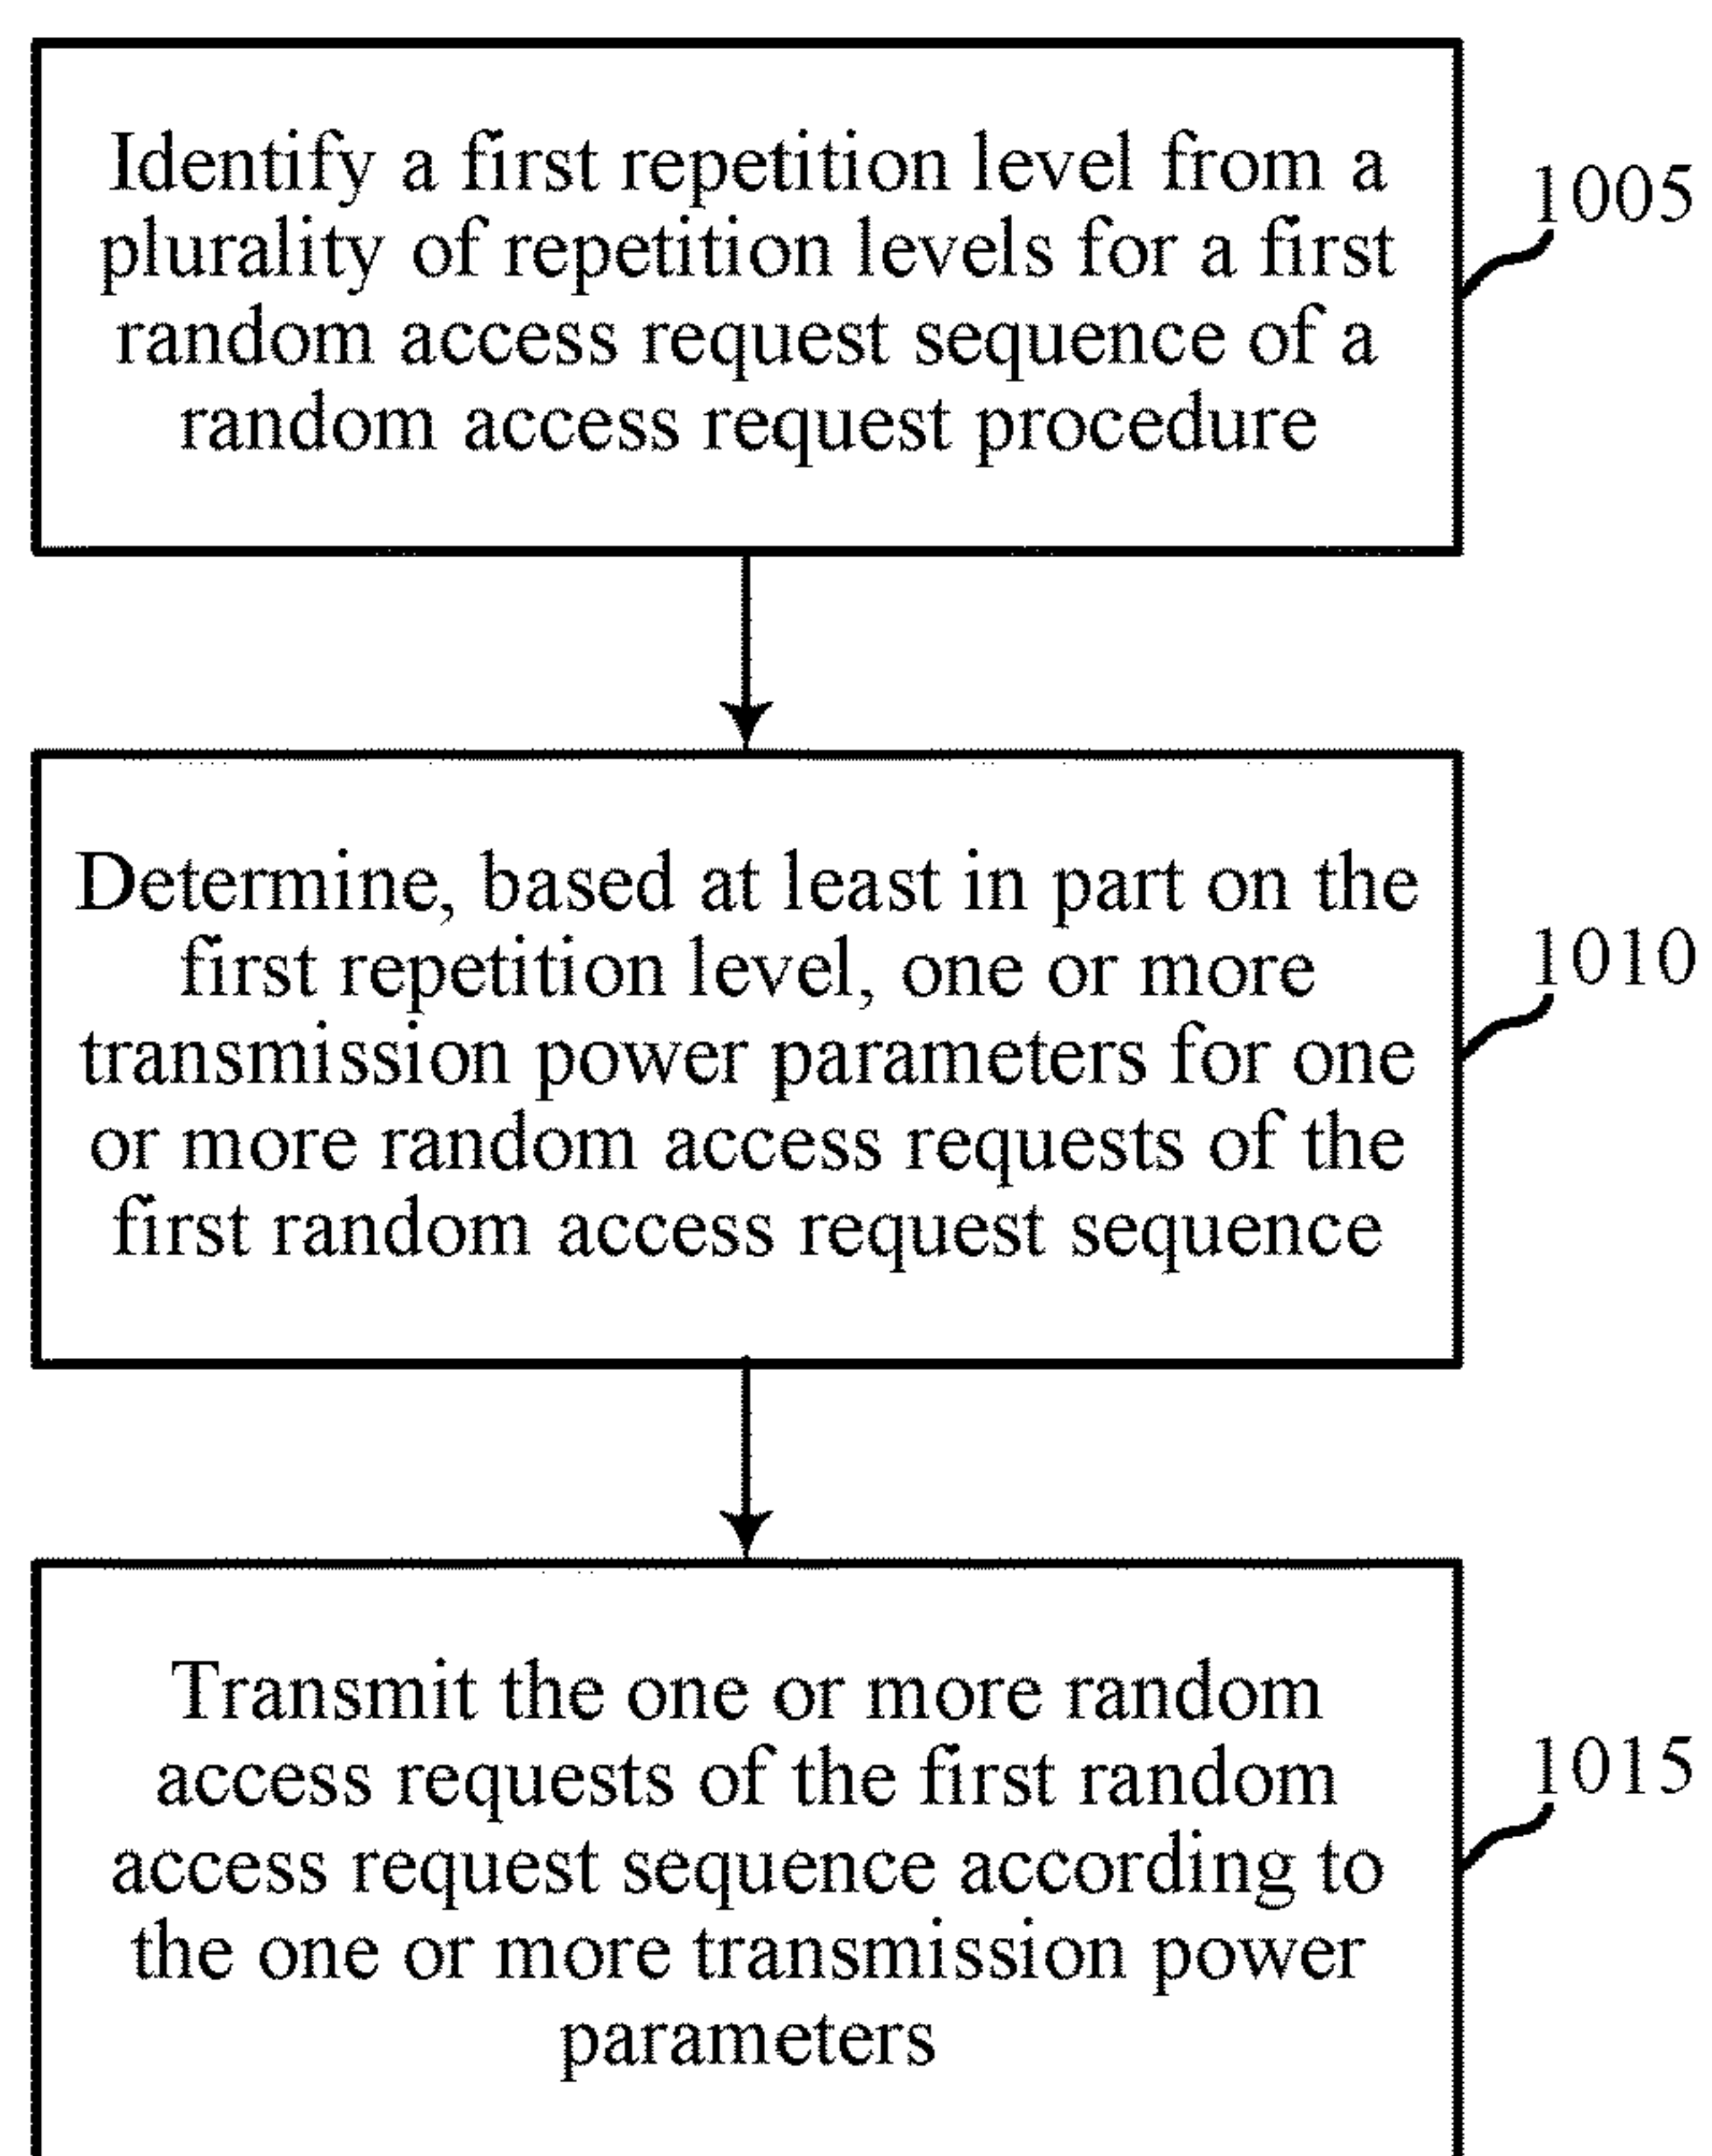 Identify a first repetition level from a
plurality of repetition levels for a first
random access request sequence of a
random access request procedure
1005
Determine, based at least in part on the
first repetition level, one or more
transmission power parameters for one
or more random access requests of the
first random access request sequence
1010
Transmit the one or more random
access requests of the first random
access request sequence according to
the one or more transmission power
parameters
1015